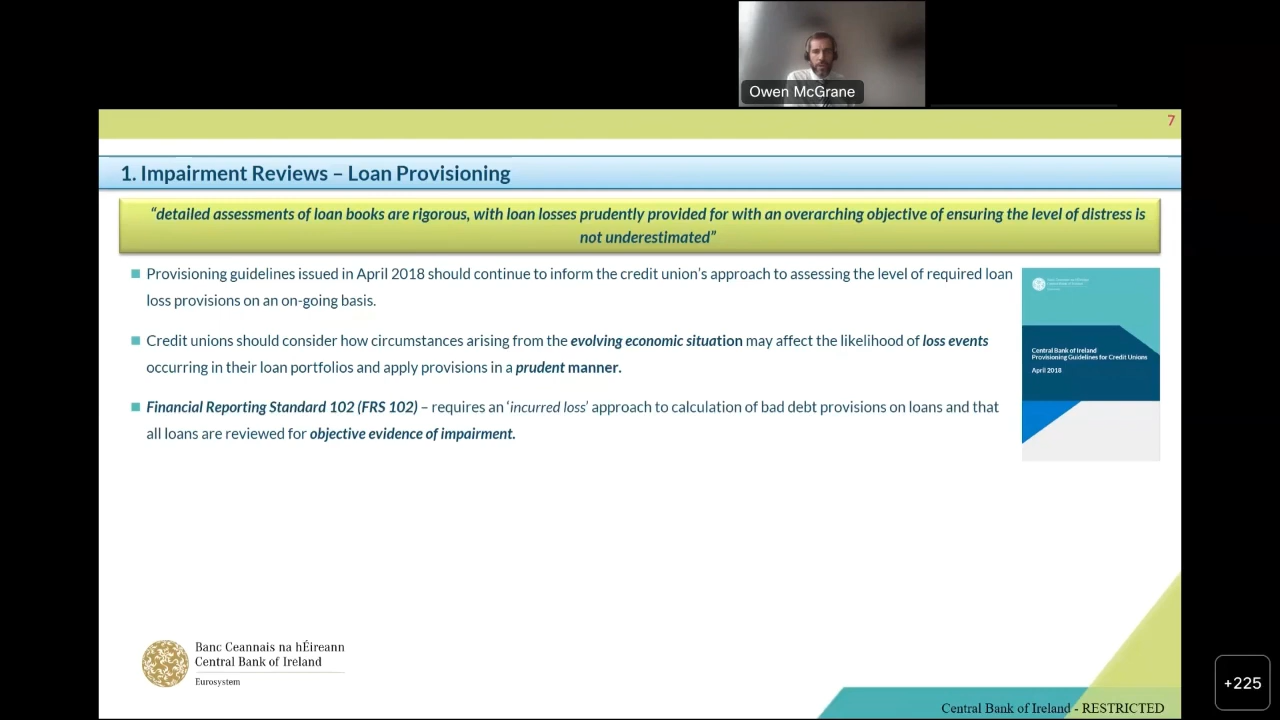 Owen McGrane
7
1. Impairment Reviews – Loan Provisioning
“detailed assessments of loan books are rigorous, with loan losses prudently provided for with an overarching objective of ensuring the level of distress is
not underestimated”
Provisioning guidelines issued in April 2018 should continue to inform the credit union’s approach to assessing the level of required loan
loss provisions on an on-going basis.
Credit unions should consider how circumstances arising from the evolving economic situation may affect the likelihood of loss events
occurring in their loan portfolios and apply provisions in a prudent manner.
Financial Reporting Standard 102 (FRS 102) – requires an ‘incurred loss’ approach to calculation of bad debt provisions on loans and that
all loans are reviewed for objective evidence of impairment.
Central Bank of Ireland
Provisioning Guidelines for Credit Unions
April 2018
Banc Ceannais na hÉireann
Central Bank of Ireland
Eurosystem
+225
Central Bank of Ireland - RESTRICTED